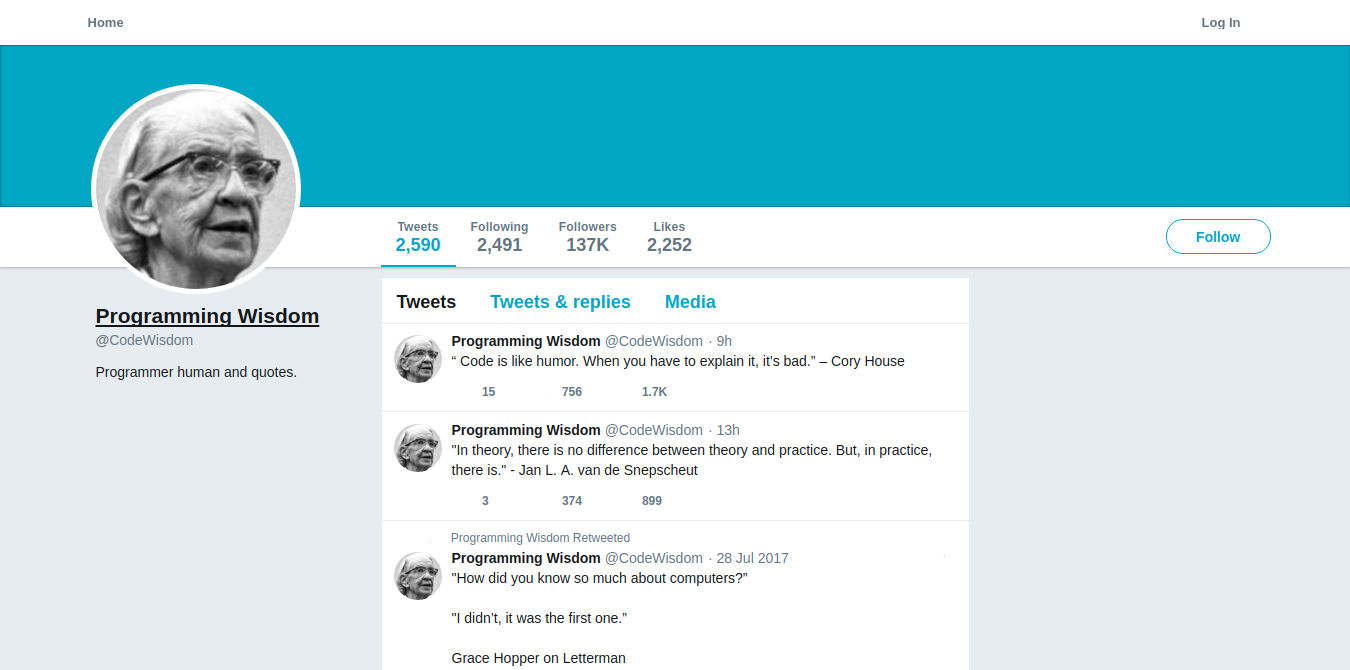 Home
Log In
Tweets Following Followers Likes
2,590 2,491 137K 2,252
Follow
Programming Wisdom
@CodeWisdom
Programmer human and quotes.
Tweets Tweets & replies Media
Programming Wisdom @CodeWisdom · 9h
“ Code is like humor. When you have to explain it, it’s bad.” – Cory House
15 756 1.7K
Programming Wisdom @CodeWisdom · 13h
"In theory, there is no difference between theory and practice. But, in practice,
there is." - Jan L. A. van de Snepscheut
3 374 899
Programming Wisdom Retweeted
Programming Wisdom @CodeWisdom · 28 Jul 2017
"How did you know so much about computers?”
"I didn’t, it was the first one.”
Grace Hopper on Letterman